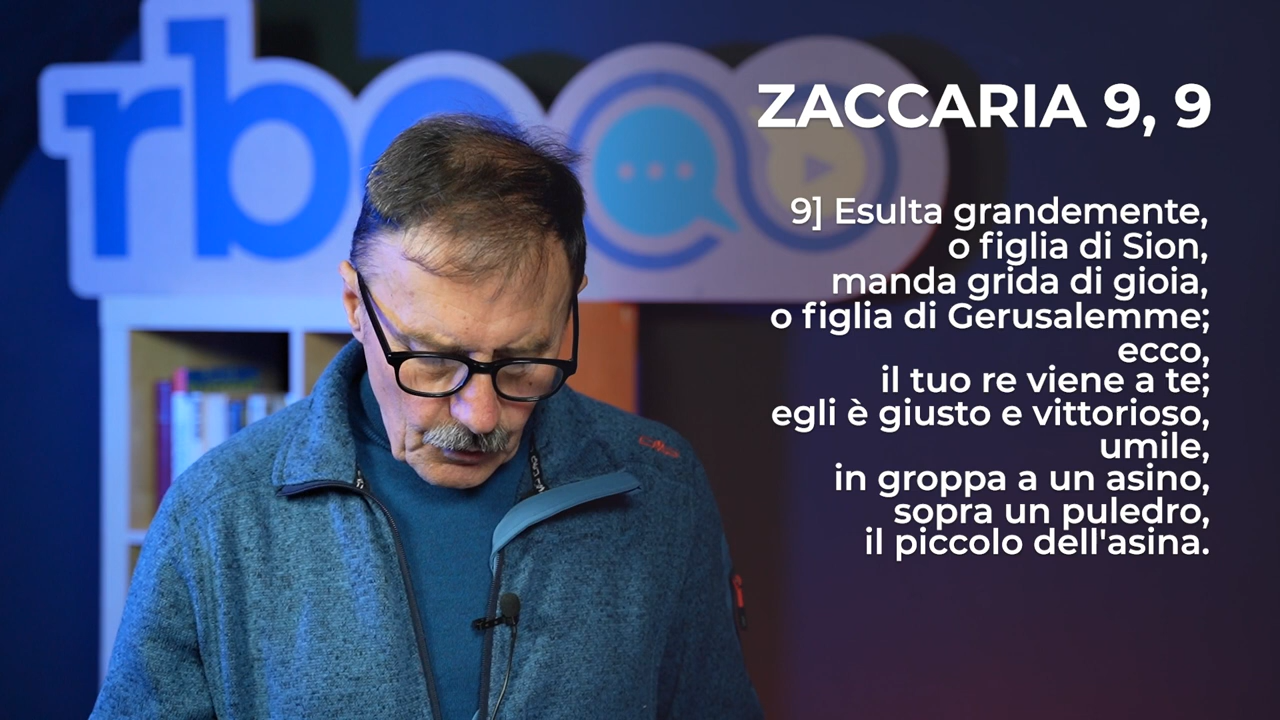 rbe
ZACCARIA 9, 9
9] Esulta grandemente,
o figlia di Sion,
manda grida di gioia,
o figlia di Gerusalemme;
ecco,
il tuo re viene a te;
egli è giusto e vittorioso,
umile,
in groppa a un asino,
sopra un puledro,
il piccolo dell'asina.